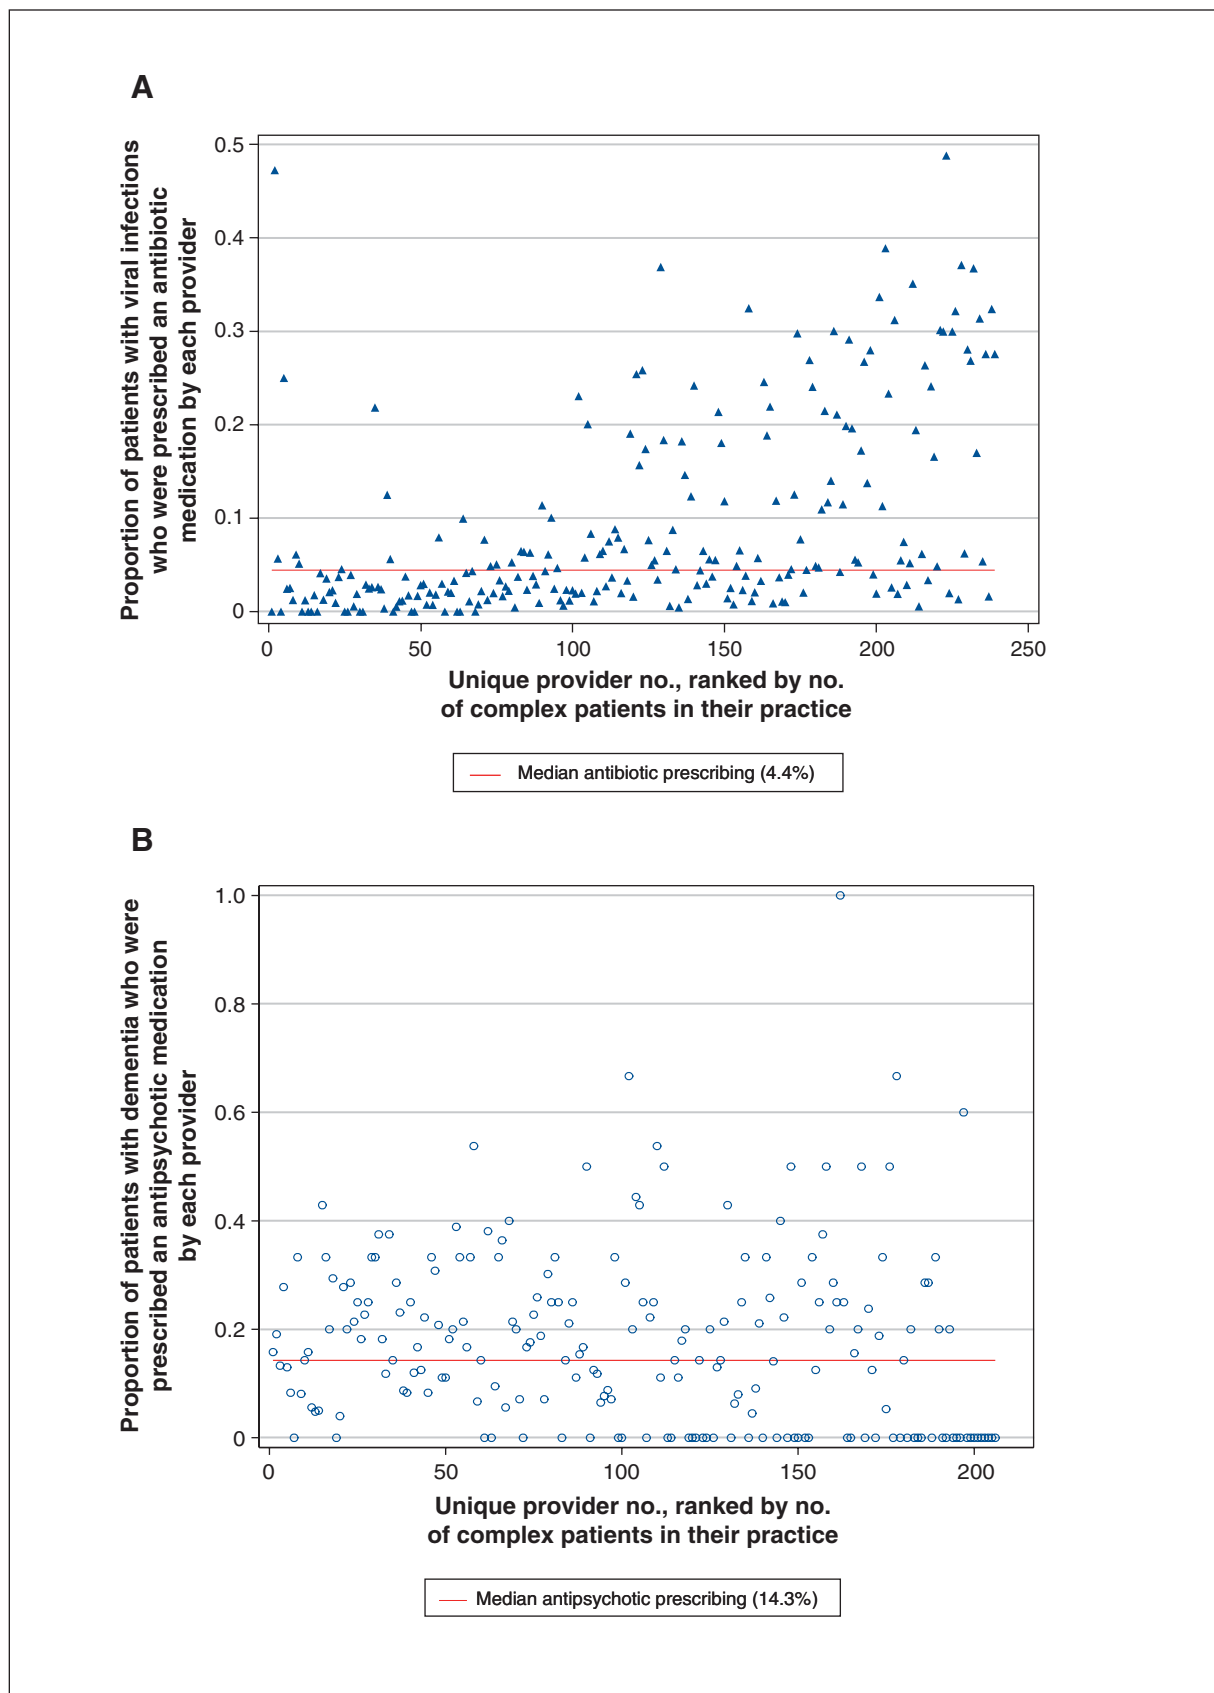 A
Proportion of patients with viral infections
who were prescribed an antibiotic
medication by each provider
0.5
0.4
0.3
0.2
0.1
0
0 50 100 150 200 250
Unique provider no., ranked by no.
of complex patients in their practice
Median antibiotic prescribing (4.4%)
B
Proportion of patients with dementia who were
prescribed an antipsychotic medication
by each provider
1.0
0.8
0.6
0.4
0.2
0
0 50 100 150 200
Unique provider no., ranked by no.
of complex patients in their practice
Median antipsychotic prescribing (14.3%)